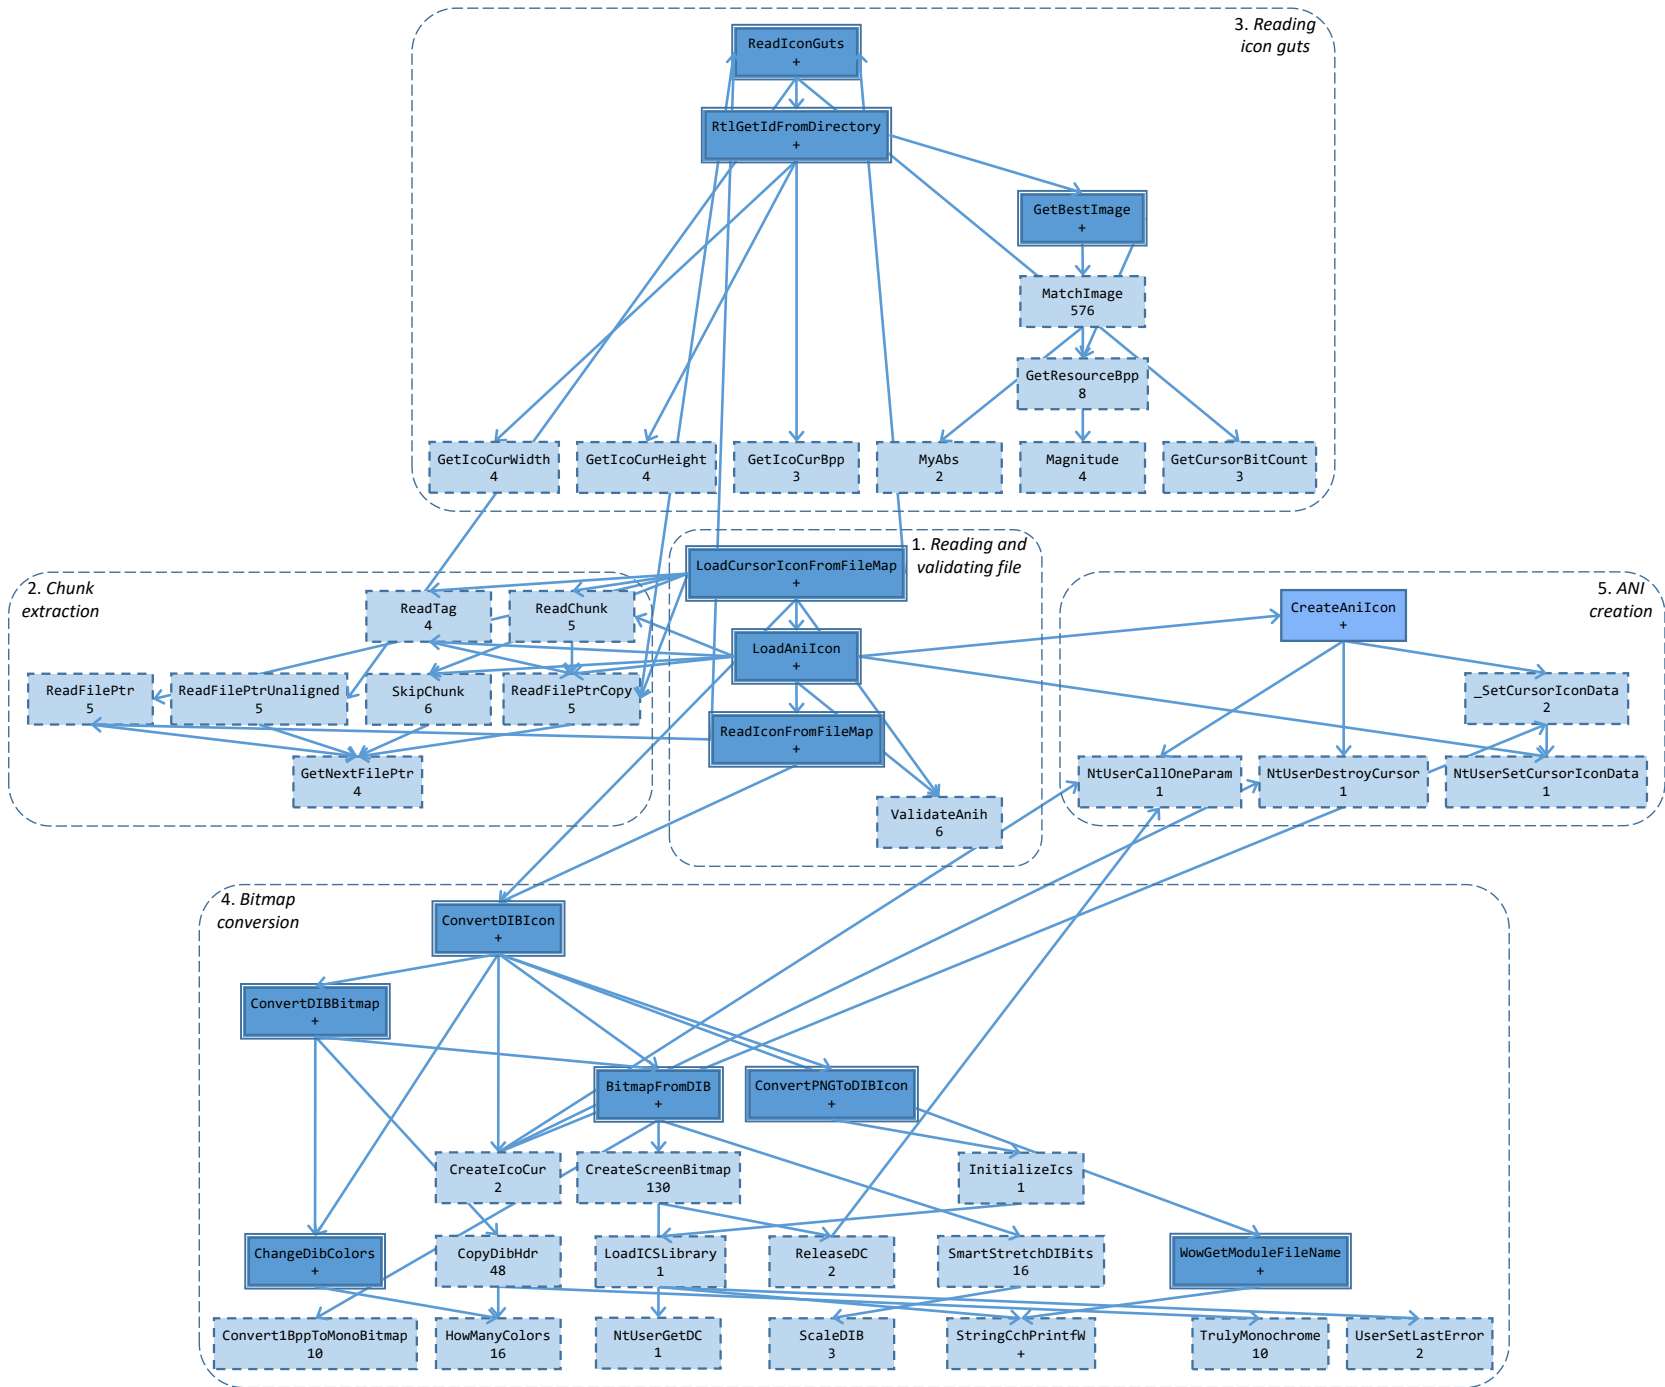 3. Reading
icon guts
ReadIconGuts
+
RtlGetIdFromDirectory
+
GetBestImage
+
MatchImage
576
GetResourceBpp
8
GetIcoCurWidth
4
GetIcoCurHeight
4
GetIcoCurBpp
3
MyAbs
2
Magnitude
4
GetCursorBitCount
3
1. Reading and
validating file
LoadCursorIconFromFileMap
+
LoadAniIcon
+
ReadIconFromFileMap
+
ValidateAnih
6
2. Chunk
extraction
ReadTag
4
ReadChunk
5
ReadFilePtr
5
ReadFilePtrUnaligned
5
SkipChunk
6
ReadFilePtrCopy
5
GetNextFilePtr
4
5. ANI
creation
CreateAniIcon
+
_SetCursorIconData
2
NtUserCallOneParam
1
NtUserDestroyCursor
1
NtUserSetCursorIconData
1
4. Bitmap
conversion
ConvertDIBIcon
+
ConvertDIBBitmap
+
BitmapFromDIB
+
ConvertPNGToDIBIcon
+
CreateIcoCur
2
CreateScreenBitmap
130
InitializeIcs
1
ChangeDibColors
+
CopyDibHdr
48
LoadICSLibrary
1
ReleaseDC
2
SmartStretchDIBits
16
WowGetModuleFileName
+
Convert1BppToMonoBitmap
10
HowManyColors
16
NtUserGetDC
1
ScaleDIB
3
StringCchPrintfW
+
TrulyMonochrome
10
UserSetLastError
2